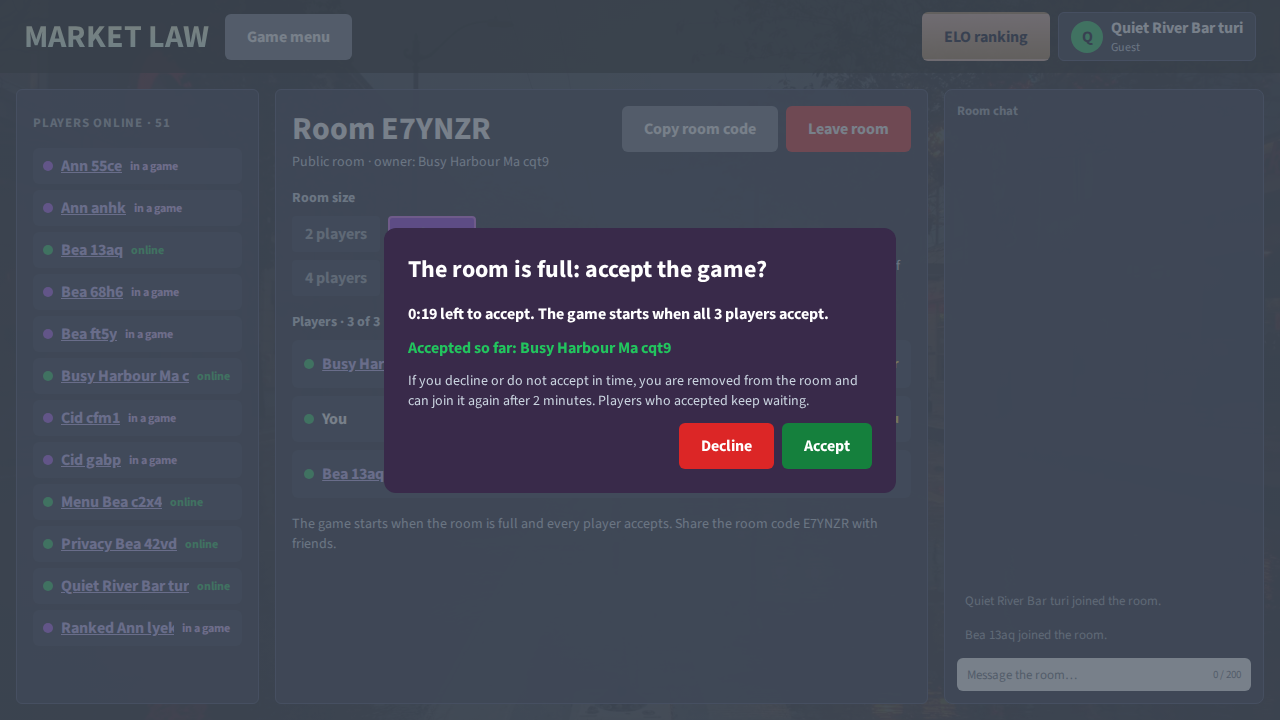 MARKET LAW
Game menu
ELO ranking
Q
Quiet River Bar turi
Guest
PLAYERS ONLINE · 51
Ann 55ce in a game
Ann anhk in a game
Bea 13aq online
Bea 68h6 in a game
Bea ft5y in a game
Busy Harbour Ma c online
Cid cfm1 in a game
Cid gabp in a game
Menu Bea c2x4 online
Privacy Bea 42vd online
Quiet River Bar tur online
Ranked Ann lyek in a game
Room E7YNZR
Copy room code
Leave room
Public room · owner: Busy Harbour Ma cqt9
Room size
2 players
4 players
Players · 3 of 3
Busy Har
You
Bea 13aq
The room is full: accept the game?
0:19 left to accept. The game starts when all 3 players accept.
Accepted so far: Busy Harbour Ma cqt9
If you decline or do not accept in time, you are removed from the room and
can join it again after 2 minutes. Players who accepted keep waiting.
Decline
Accept
The game starts when the room is full and every player accepts. Share the room code E7YNZR with
friends.
Room chat
Quiet River Bar turi joined the room.
Bea 13aq joined the room.
Message the room…
0 / 200